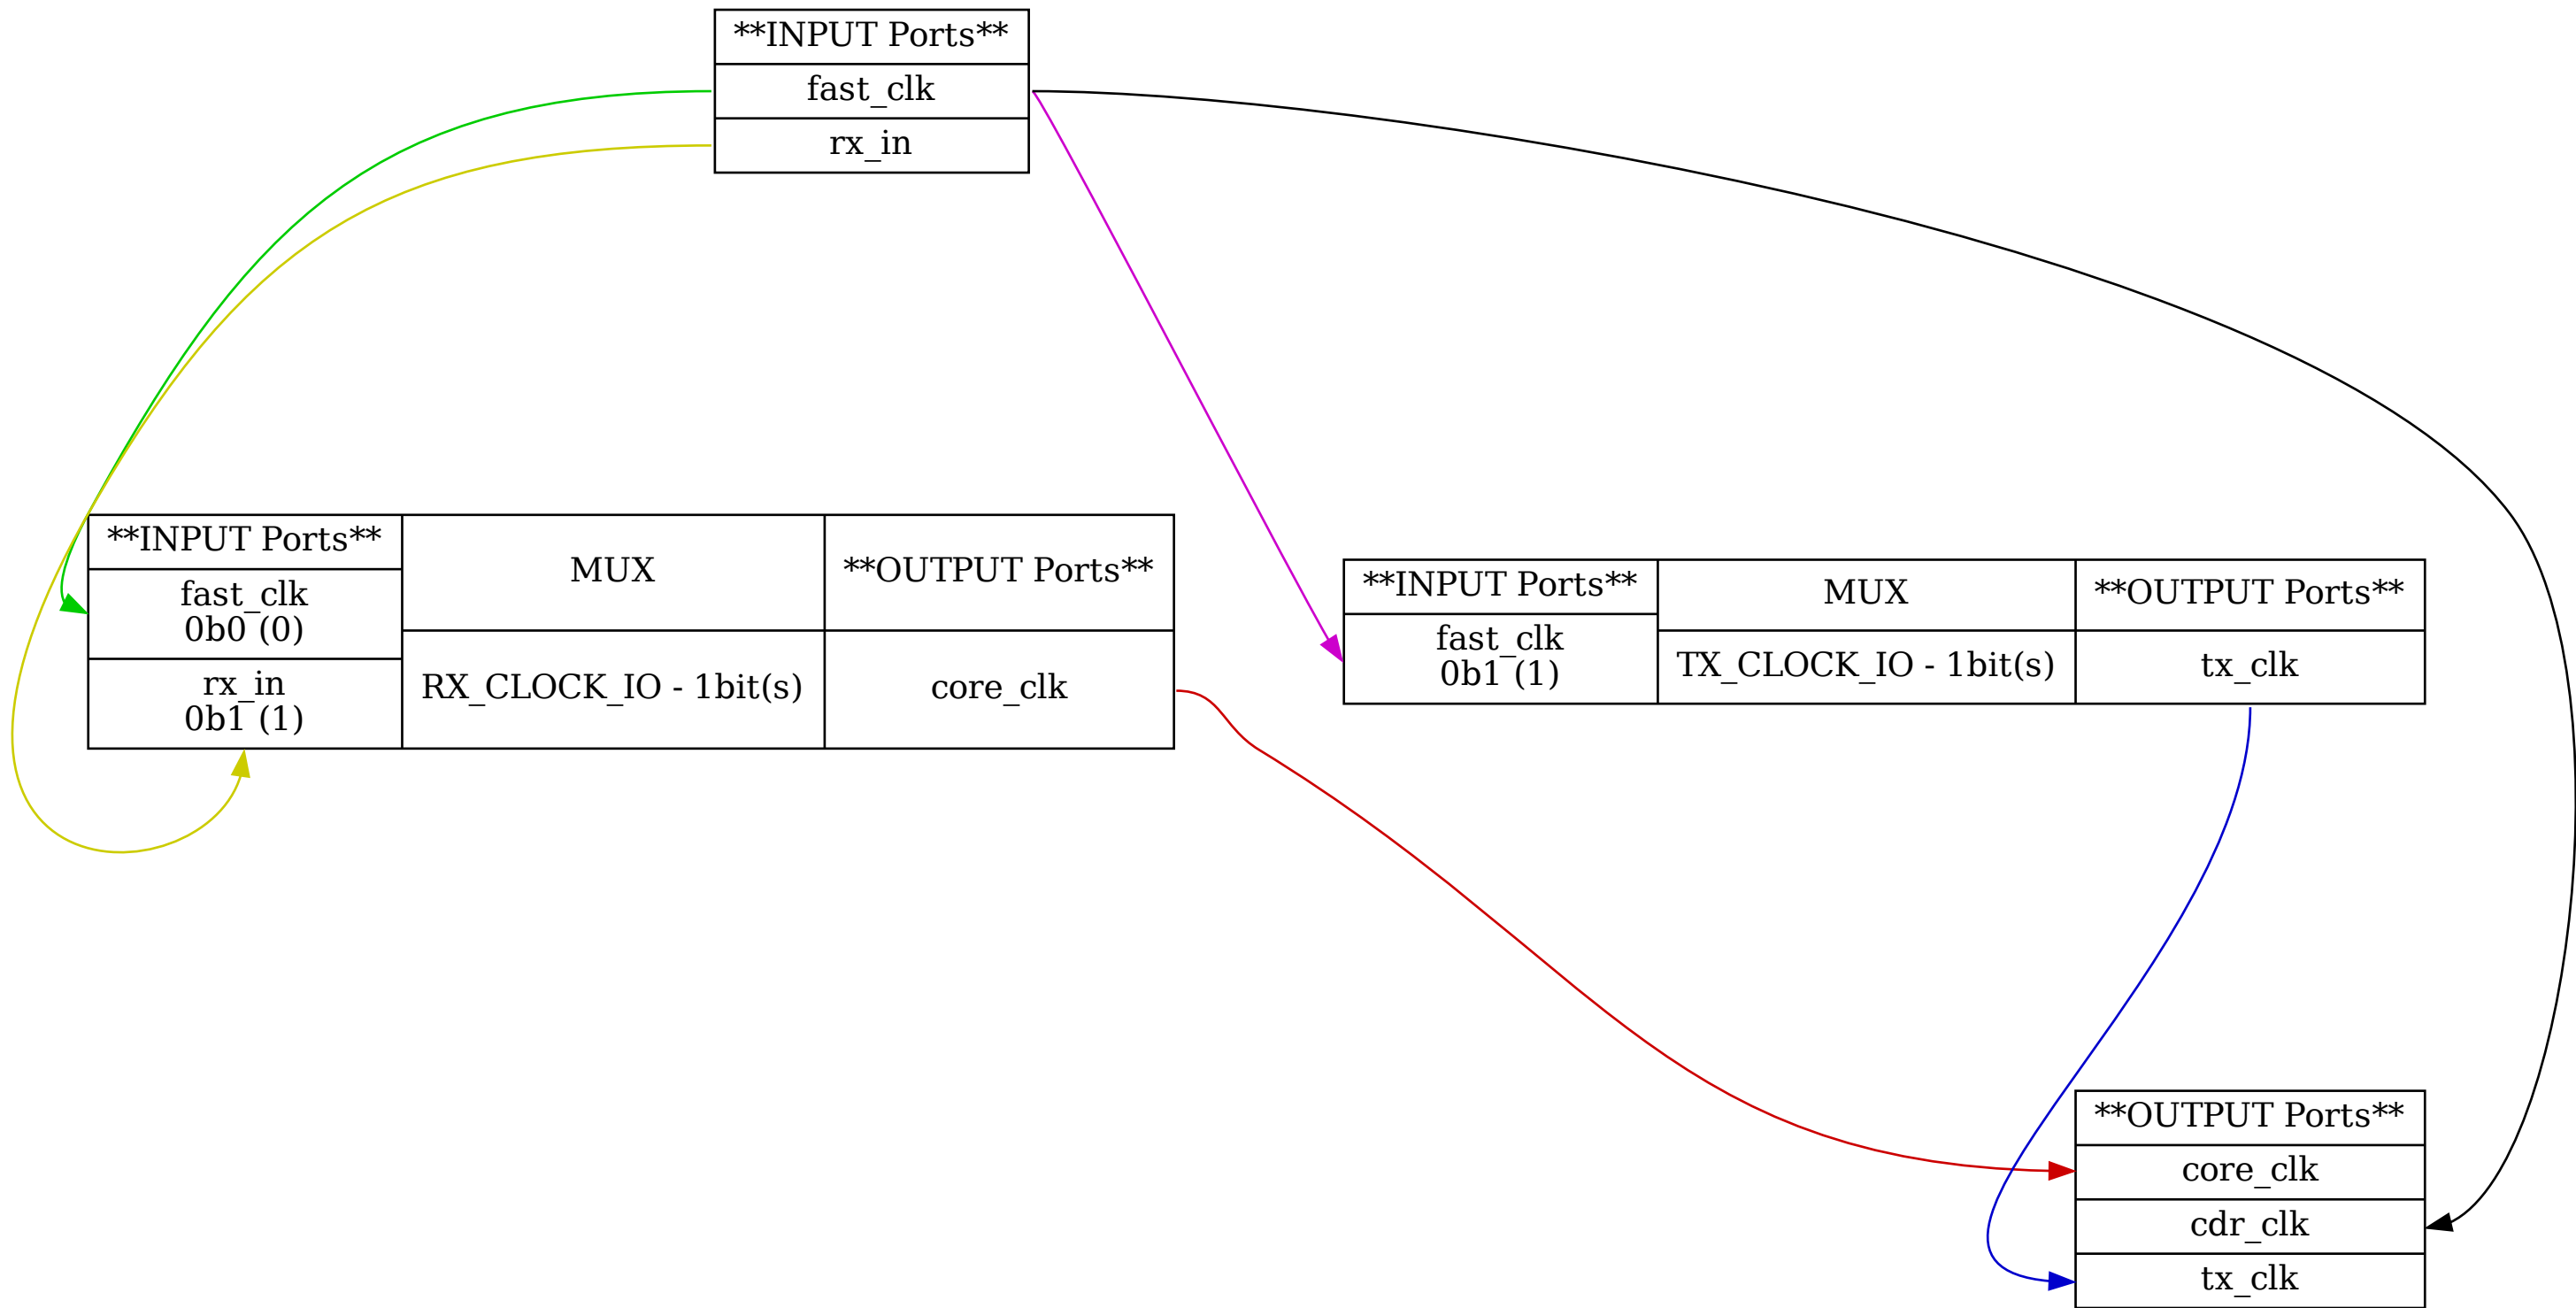 **INPUT Ports**
fast_clk
rx_in
**INPUT Ports**
fast_clk
0b0 (0)
rx_in
0b1 (1)
MUX
RX_CLOCK_IO - 1bit(s)
**OUTPUT Ports**
core_clk
**INPUT Ports**
fast_clk
0b1 (1)
MUX
TX_CLOCK_IO - 1bit(s)
**OUTPUT Ports**
tx_clk
**OUTPUT Ports**
core_clk
cdr_clk
tx_clk